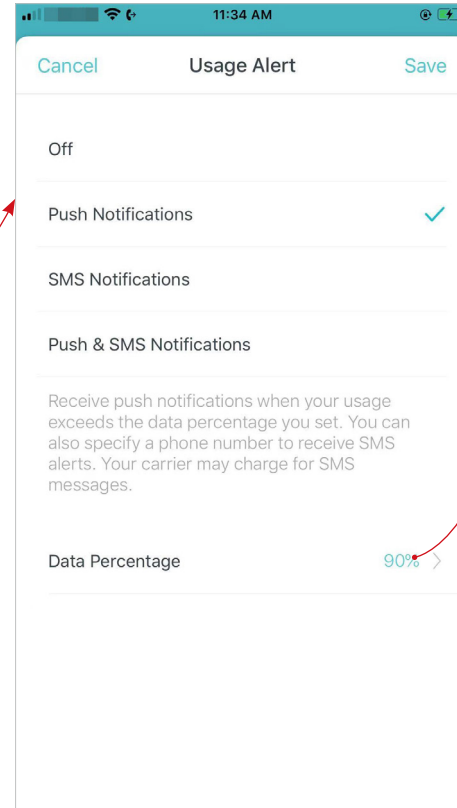 11:34 AM
Cancel Usage Alert Save
Off
Push Notifications
SMS Notifications
Push & SMS Notifications
Receive push notifications when your usage
exceeds the data percentage you set. You can
also specify a phone number to receive SMS
alerts. Your carrier may charge for SMS
messages.
Data Percentage 90%